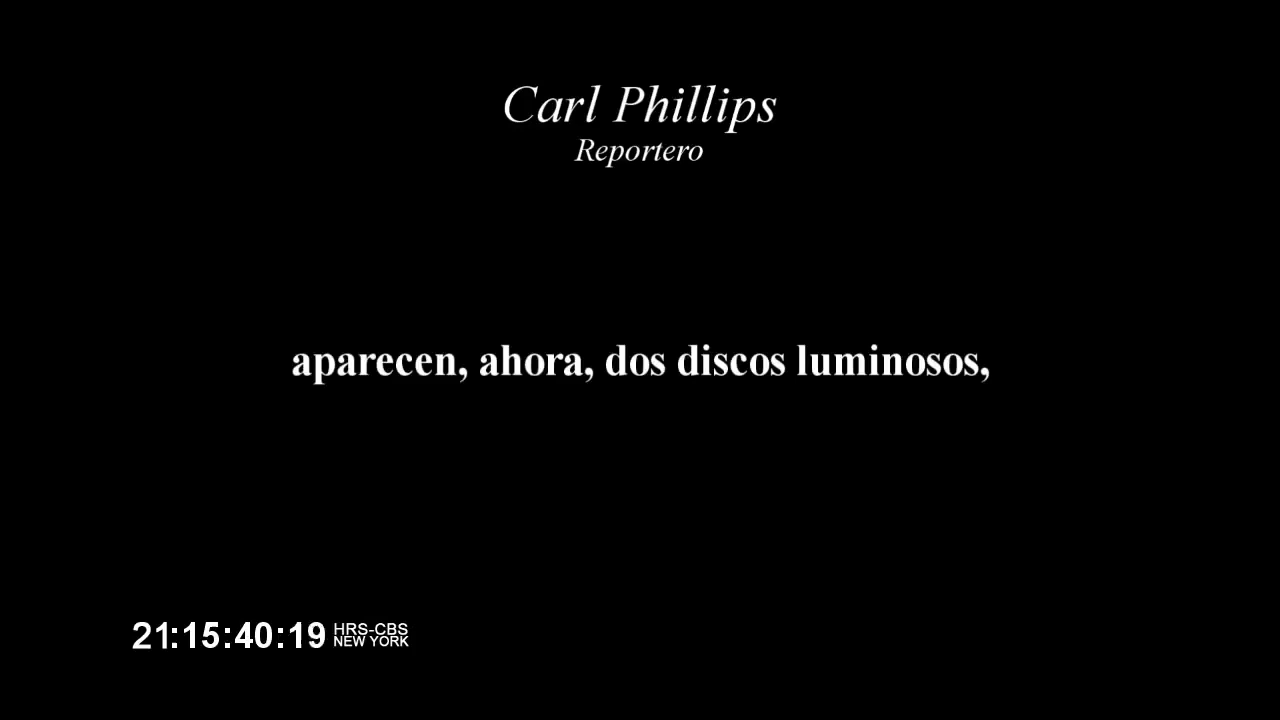 Carl Phillips
Reportero
aparecen, ahora, dos discos luminosos,
21:15:40:19 HRS-CBS
NEW YORK